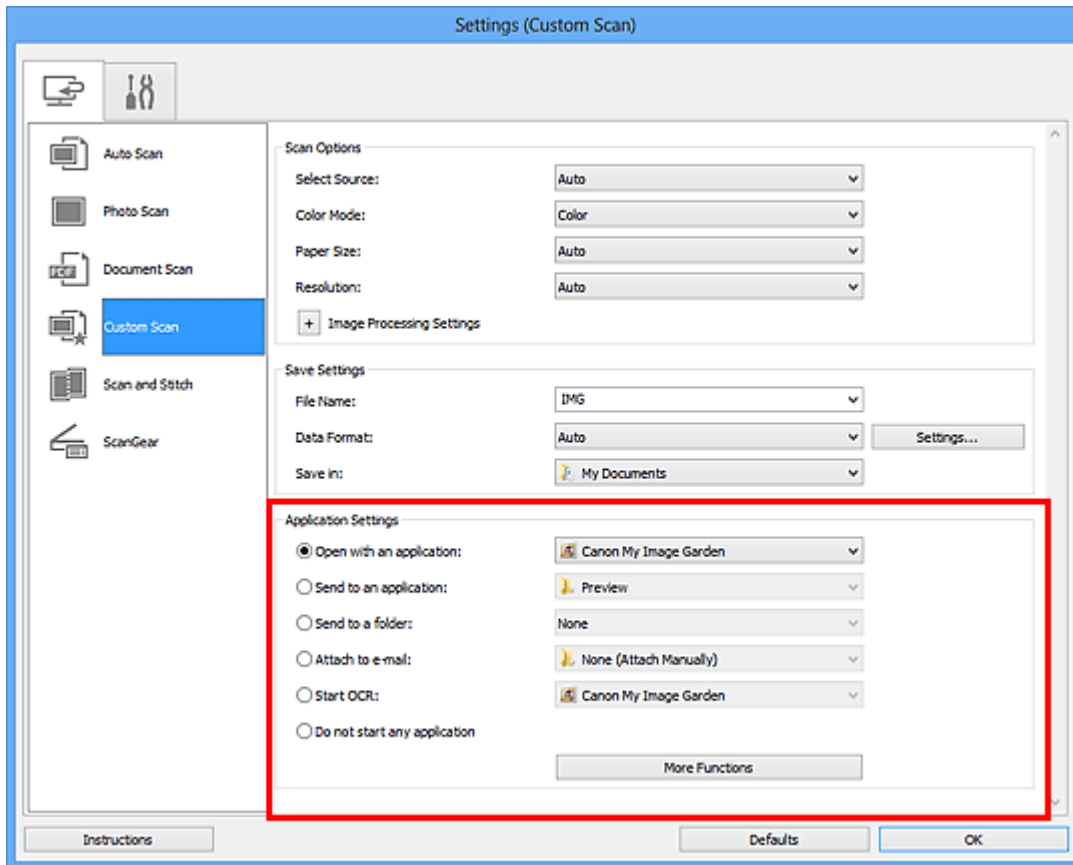 Settings (Custom Scan)
Auto Scan
Photo Scan
Document Scan
Custom Scan
Scan and Stitch
ScanGear
Scan Options
Select Source: Auto
Color Mode: Color
Paper Size: Auto
Resolution: Auto
+ Image Processing Settings
Save Settings
File Name: IMG
Data Format: Auto Settings...
Save in: My Documents
Application Settings
Open with an application: Canon My Image Garden
Send to an application: Preview
Send to a folder: None
Attach to e-mail: None (Attach Manually)
Start OCR: Canon My Image Garden
Do not start any application
More Functions
Instructions Defaults OK